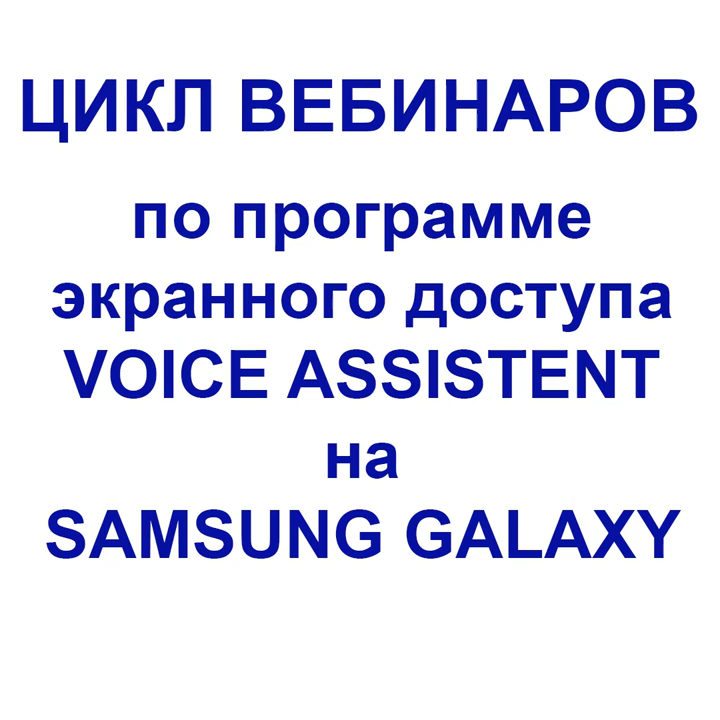 ЦИКЛ ВЕБИНАРОВ
по программе
экранного доступа
VOICE ASSISTENT
на
SAMSUNG GALAXY